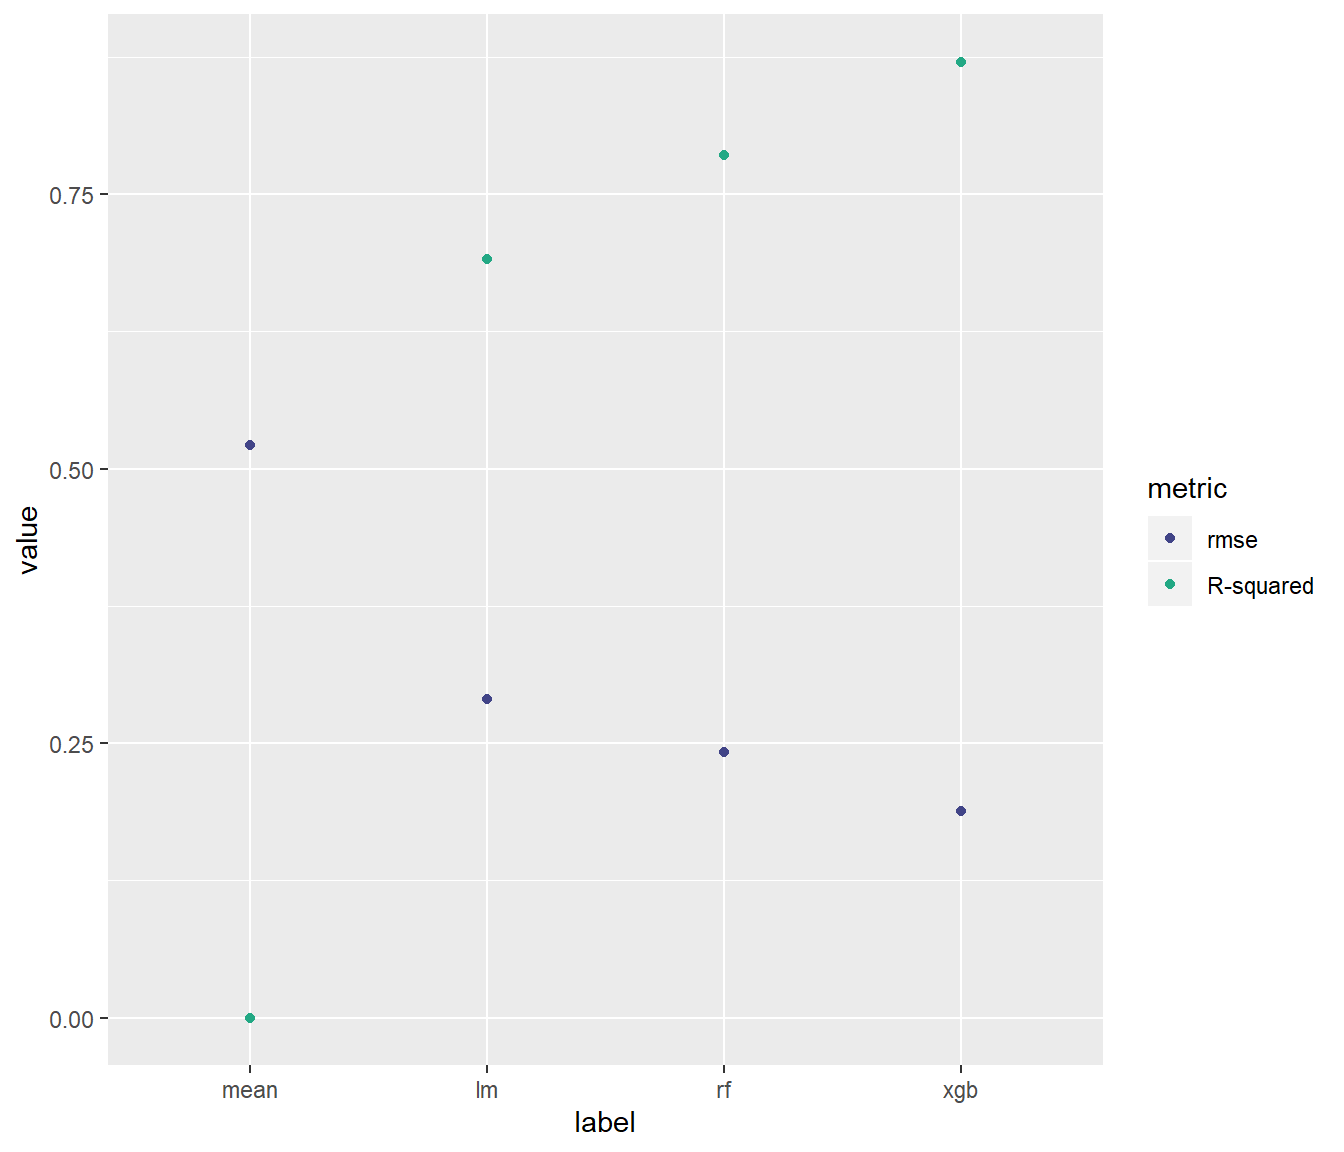 value
0.75
0.50
0.25
0.00
mean
lm
rf
xgb
label
metric
rmse
R-squared